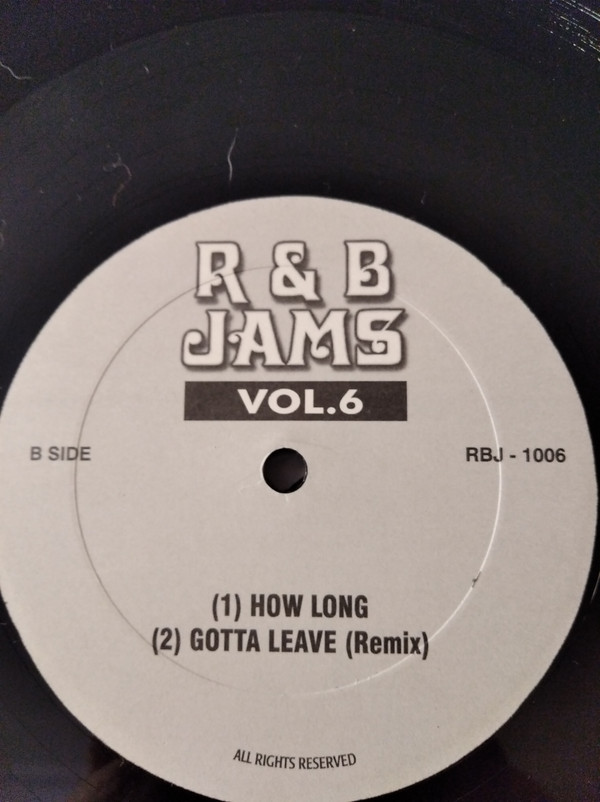 R & B
JAMS
VOL.6
B SIDE
RBJ - 1006
(1) HOW LONG
(2) GOTTA LEAVE (Remix)
ALL RIGHTS RESERVED